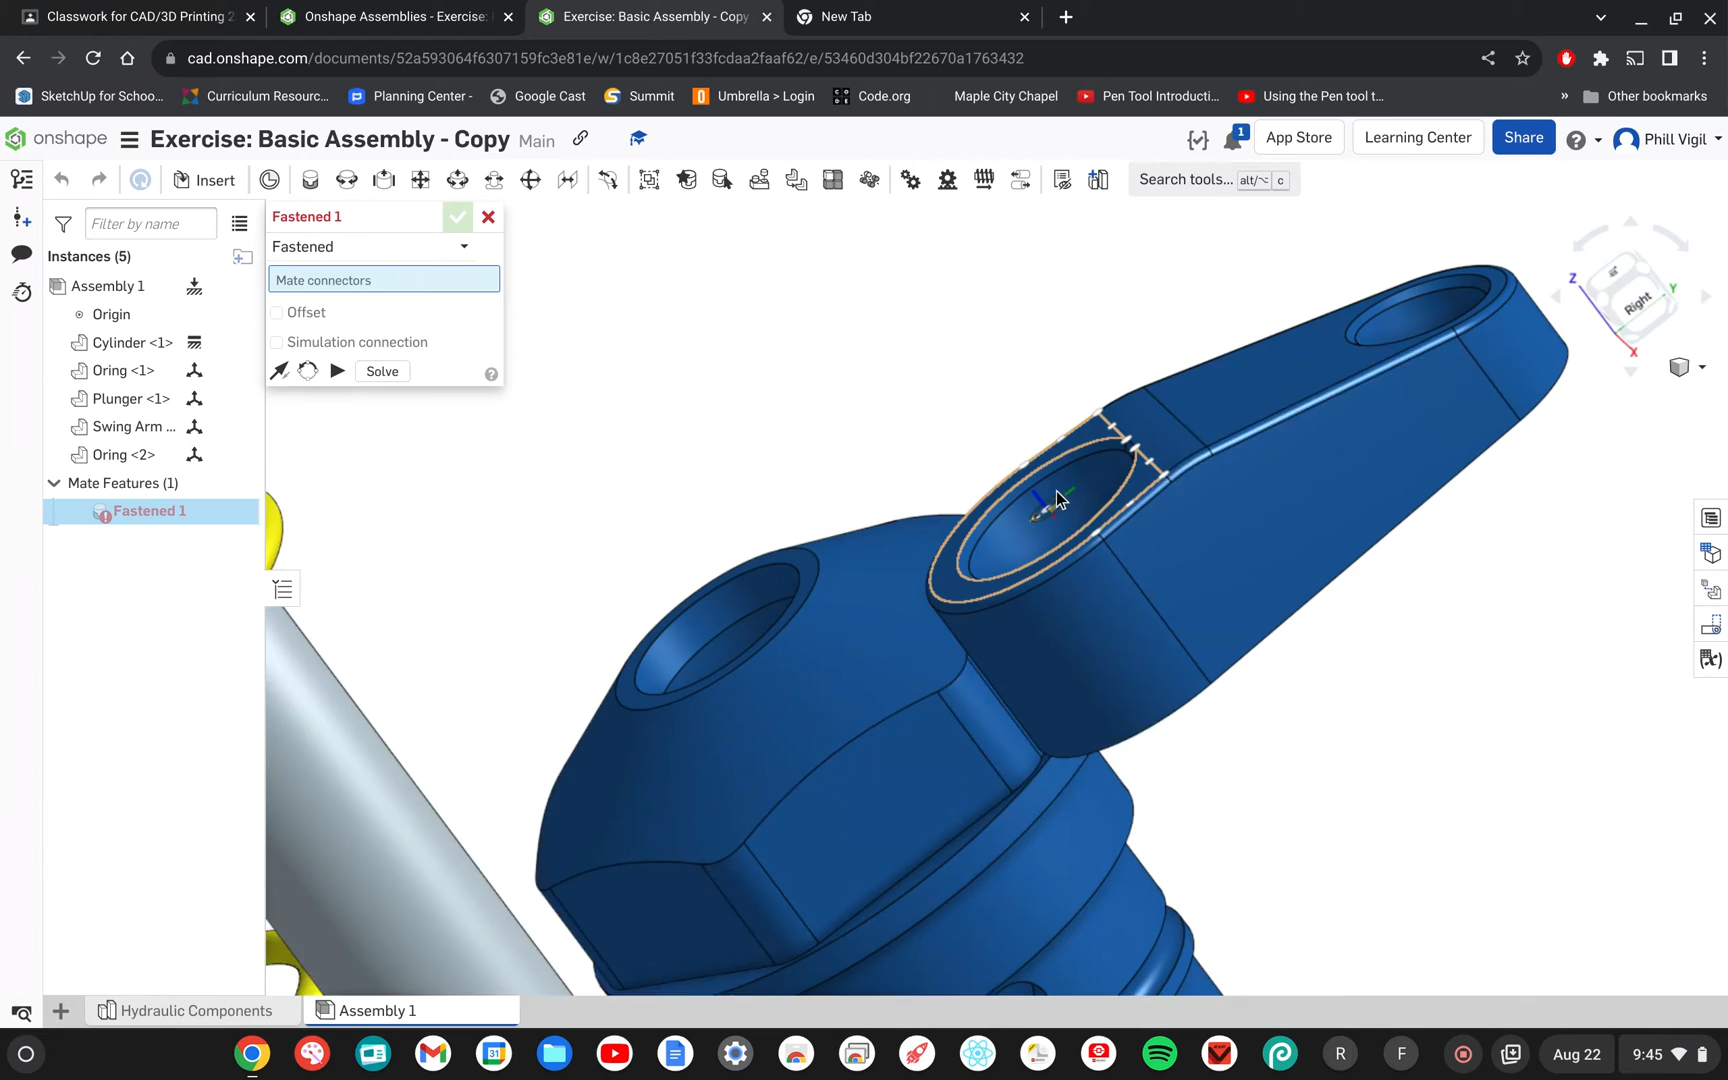 Classwork for CAD/3D Printing 2
Onshape Assemblies - Exercise:
Exercise: Basic Assembly - Copy
New Tab
cad.onshape.com/documents/52a593064f6307159fc3e81e/w/1c8e27051f33fcdaa2faaf62/e/53460d304bf22670a1763432
SketchUp for Schoo...
Curriculum Resourc...
Planning Center -
Google Cast
Summit
Umbrella > Login
Code.org
Maple City Chapel
Pen Tool Introducti...
Using the Pen tool t...
»
Other bookmarks
onshape
Exercise: Basic Assembly - Copy
Main
1
App Store
Learning Center
Share
Phill Vigil
Insert
Search tools...
alt/⌥
c
Filter by name
Fastened 1
Fastened
Instances (5)
Mate connectors
Assembly 1
Origin
Offset
Cylinder <1>
Simulation connection
Oring <1>
Solve
Plunger <1>
Swing Arm ...
Oring <2>
Mate Features (1)
Fastened 1
Z
Y
Right
X
Hydraulic Components
Assembly 1
31
R
F
Aug 22
9:45